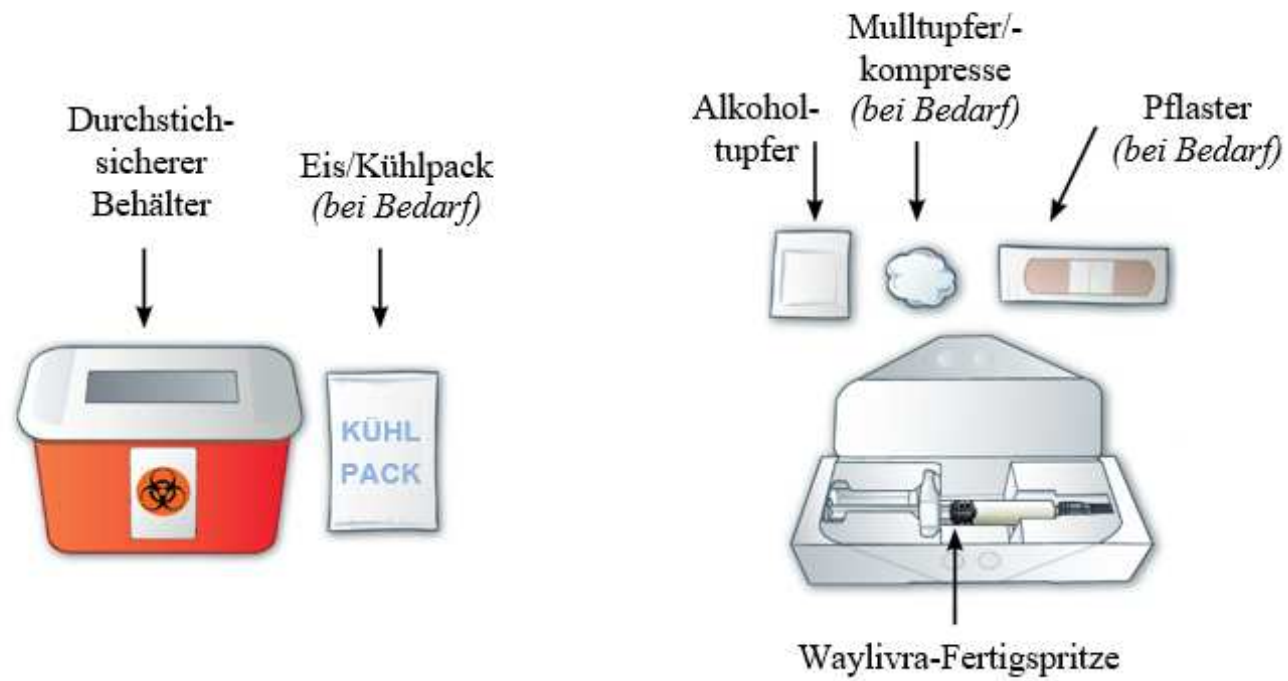 Durchstich-
sicherer
Behälter
Eis/Kühlpack
(bei Bedarf)
KÜHL
PACK
Alkohol-
tupfer
Mulltupfer/-
kompresse
(bei Bedarf)
Pflaster
(bei Bedarf)
Waylivra-Fertigspritze